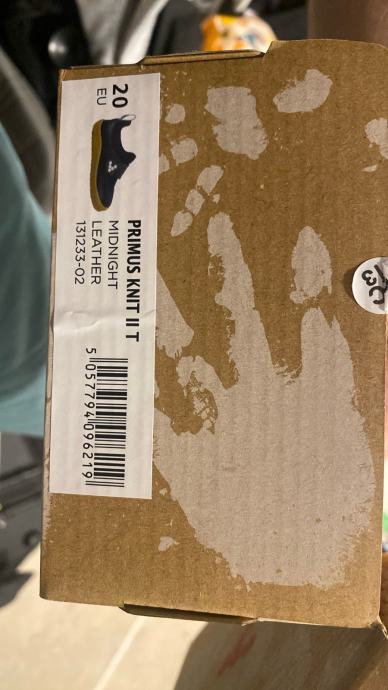 20
EU
PRIMUS KNIT II T
MIDNIGHT
LEATHER
131233-02
5 057794 096219